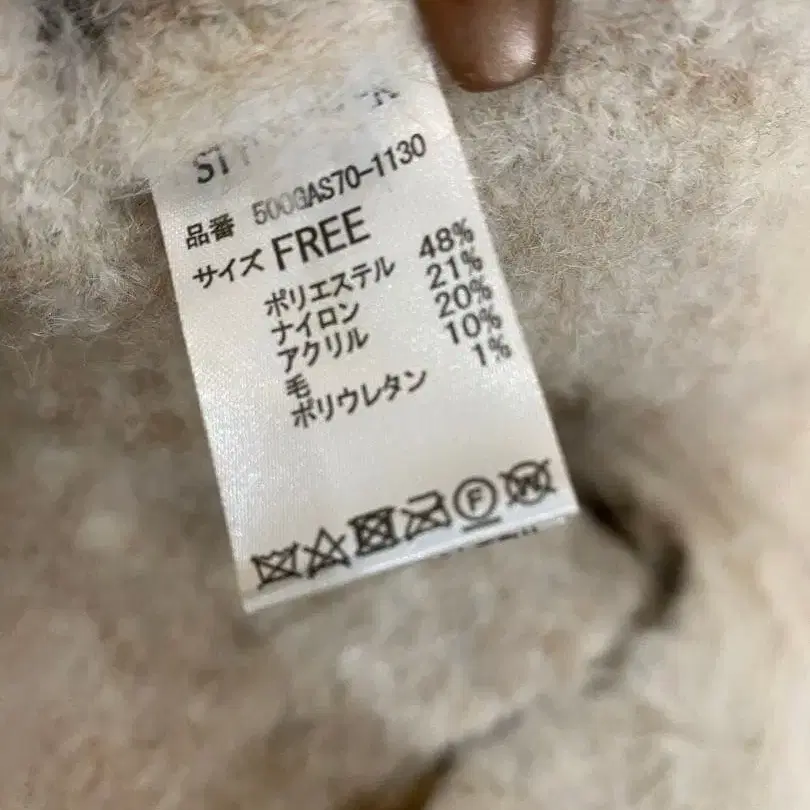 品番 500GAS70-1130
サイズ FREE
ポリエステル 48%
ナイロン 21%
アクリル 20%
毛 10%
ポリウレタン 1%
F W